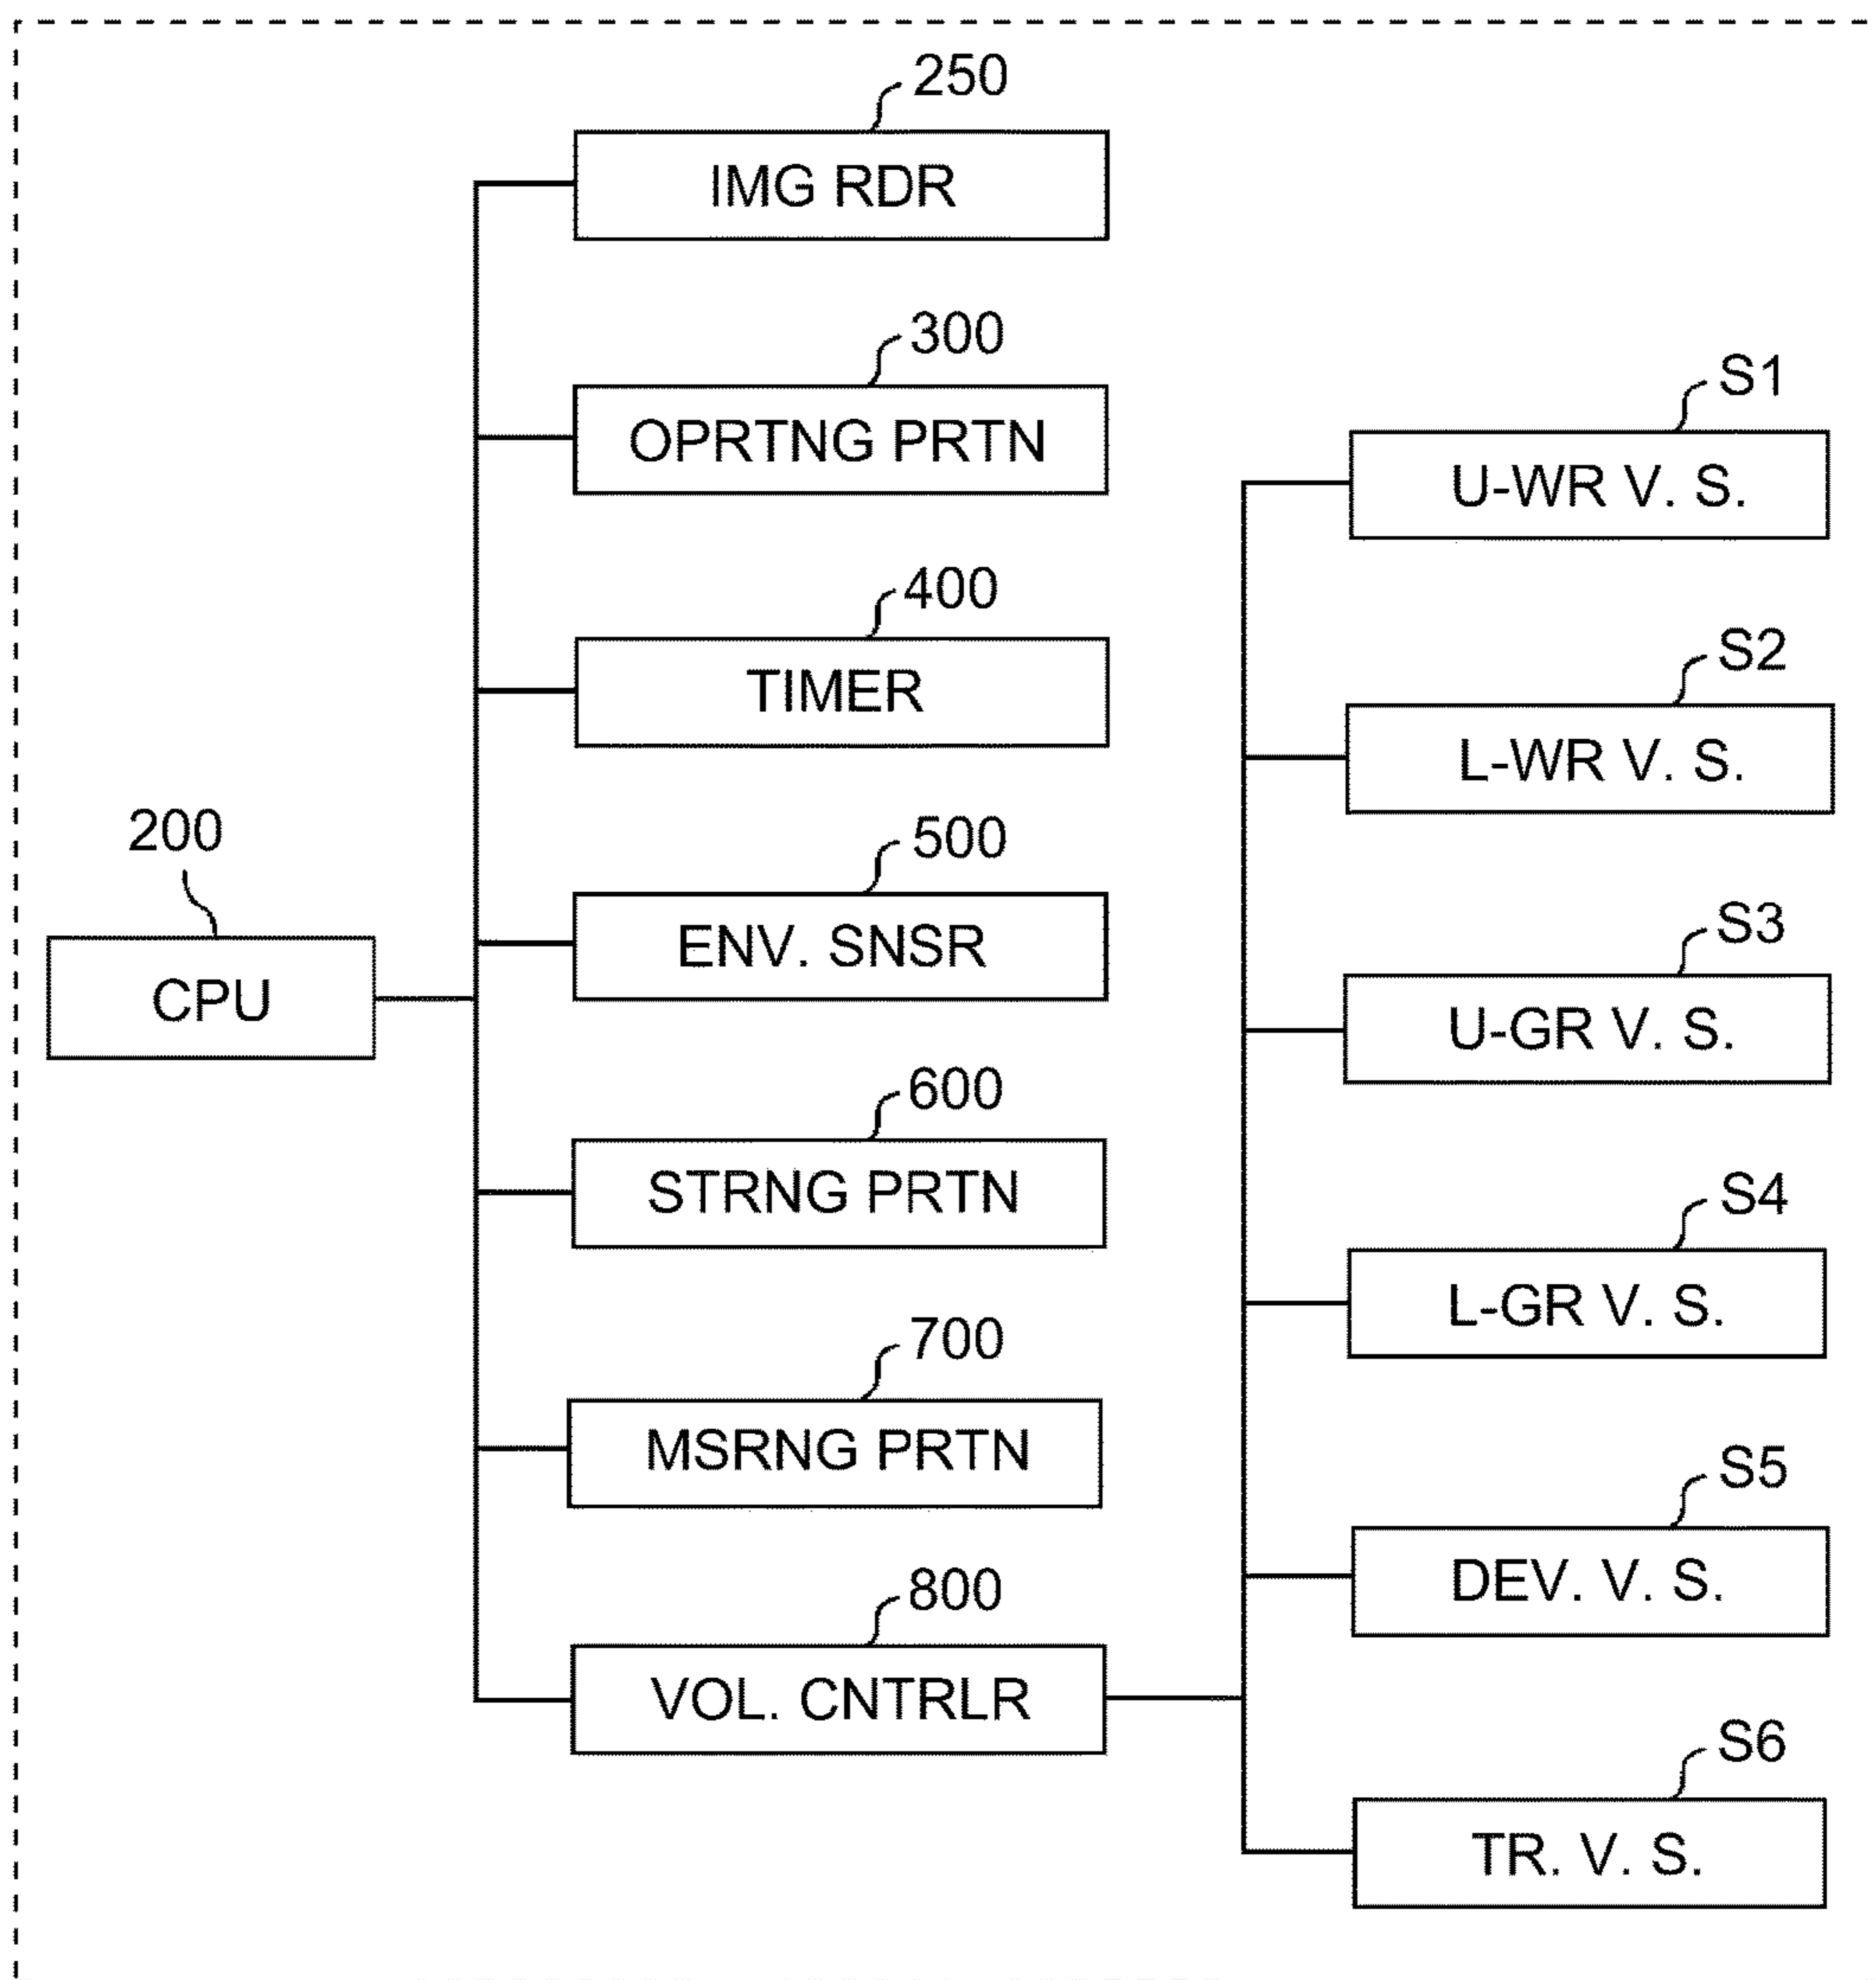 250
IMG RDR
300
OPRTNG PRTN
400
TIMER
200
CPU
500
ENV. SNSR
600
STRNG PRTN
700
MSRNG PRTN
800
VOL. CNTRLR
S1
U-WR V. S.
S2
L-WR V. S.
S3
U-GR V. S.
S4
L-GR V. S.
S5
DEV. V. S.
S6
TR. V. S.